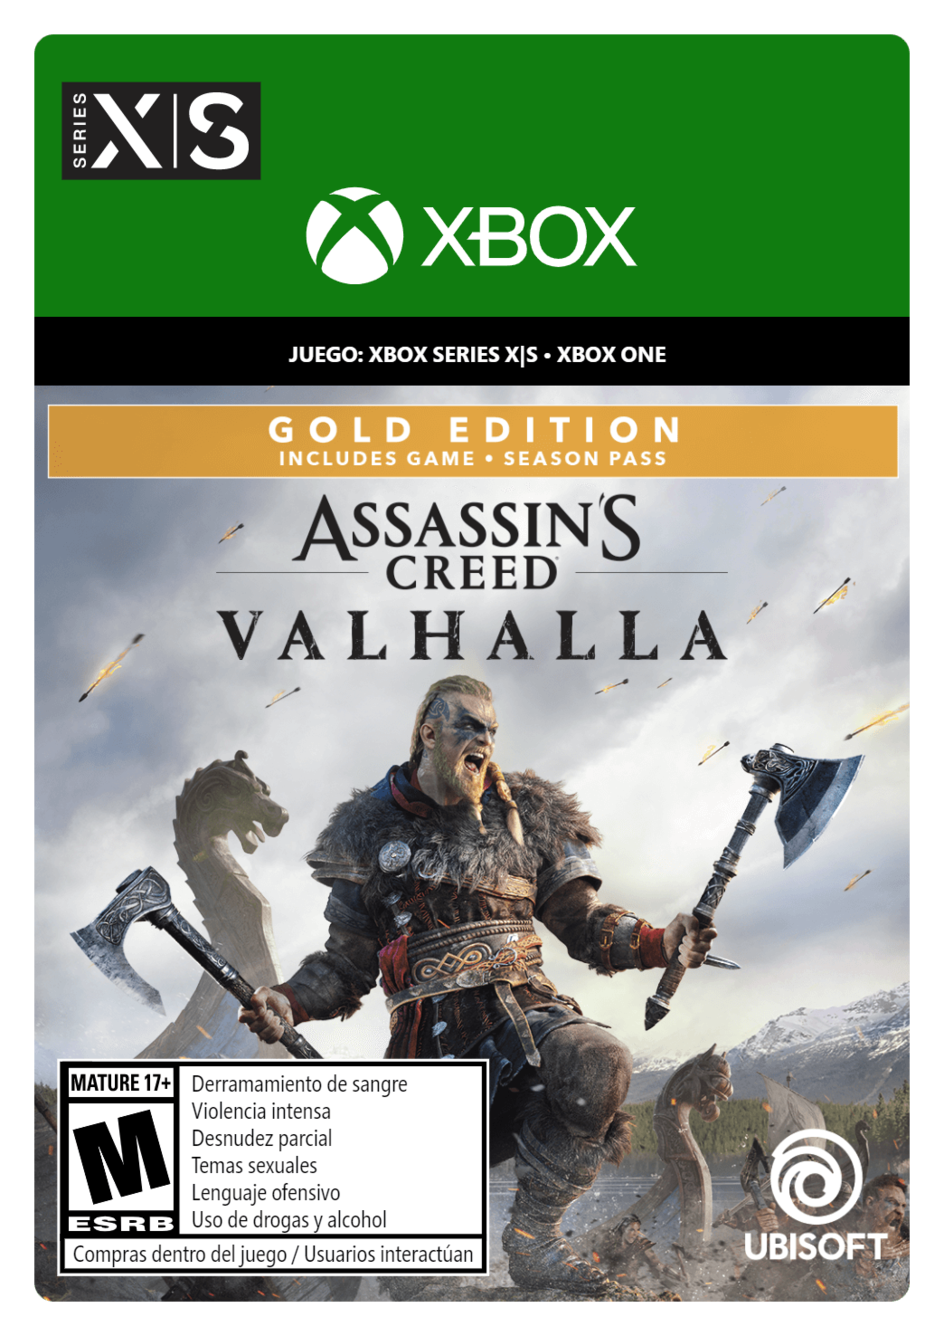 SERIES X|S
XBOX
JUEGO: XBOX SERIES X|S • XBOX ONE
GOLD EDITION
INCLUDES GAME • SEASON PASS
ASSASSIN'S
CREED
VALHALLA
MATURE 17+
M
ESRB
Derramamiento de sangre
Violencia intensa
Desnudez parcial
Temas sexuales
Lenguaje ofensivo
Uso de drogas y alcohol
Compras dentro del juego / Usuarios interactúan
UBISOFT